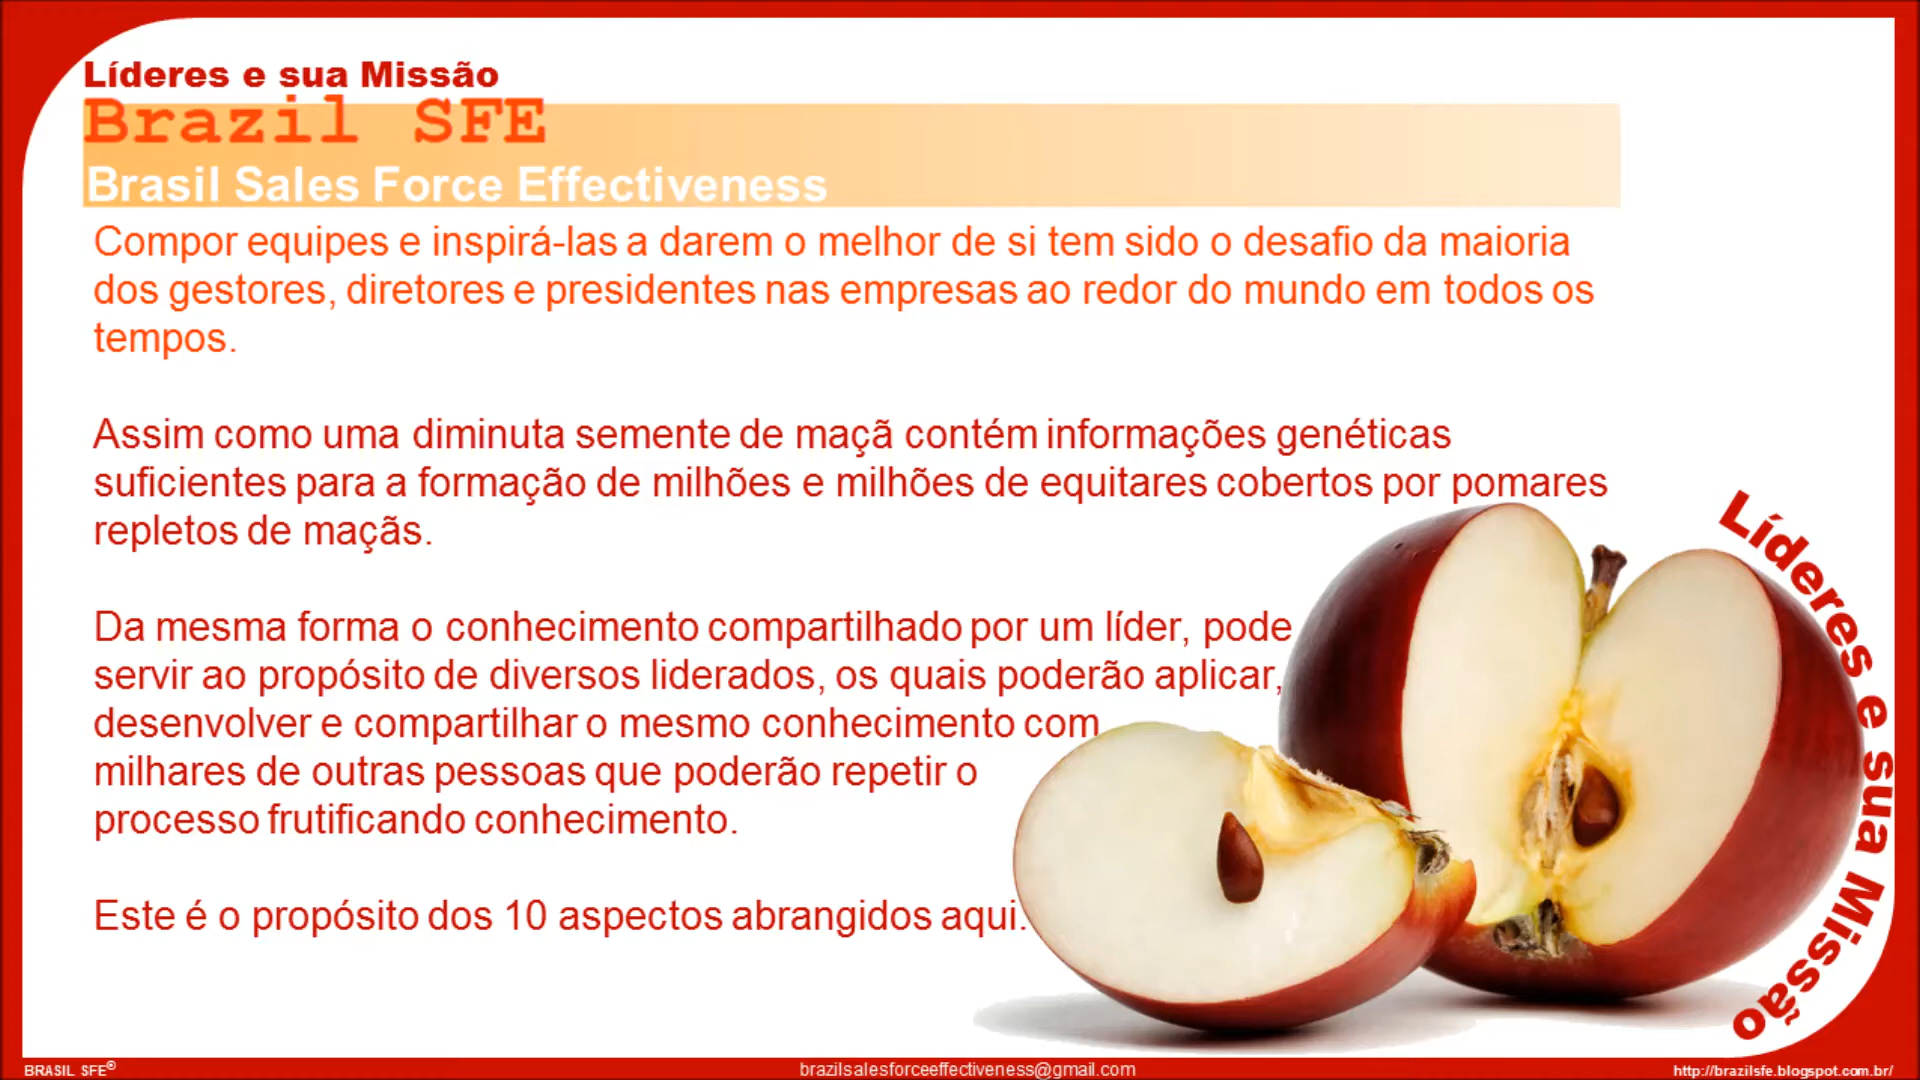 Líderes e sua Missão
Brazil SFE
Brasil Sales Force Effectiveness
Compor equipes e inspirá-las a darem o melhor de si tem sido o desafio da maioria
dos gestores, diretores e presidentes nas empresas ao redor do mundo em todos os
tempos.
Assim como uma diminuta semente de maçã contém informações genéticas
suficientes para a formação de milhões e milhões de equitares cobertos por pomares
repletos de maçãs.
Da mesma forma o conhecimento compartilhado por um líder, pode
servir ao propósito de diversos liderados, os quais poderão aplicar,
desenvolver e compartilhar o mesmo conhecimento com
milhares de outras pessoas que poderão repetir o
processo frutificando conhecimento.
Este é o propósito dos 10 aspectos abrangidos aqui.
Líderes e sua Missão
BRASIL SFE®
brazilsalesforceeffectiveness@gmail.com
http://brazilsfe.blogspot.com.br/